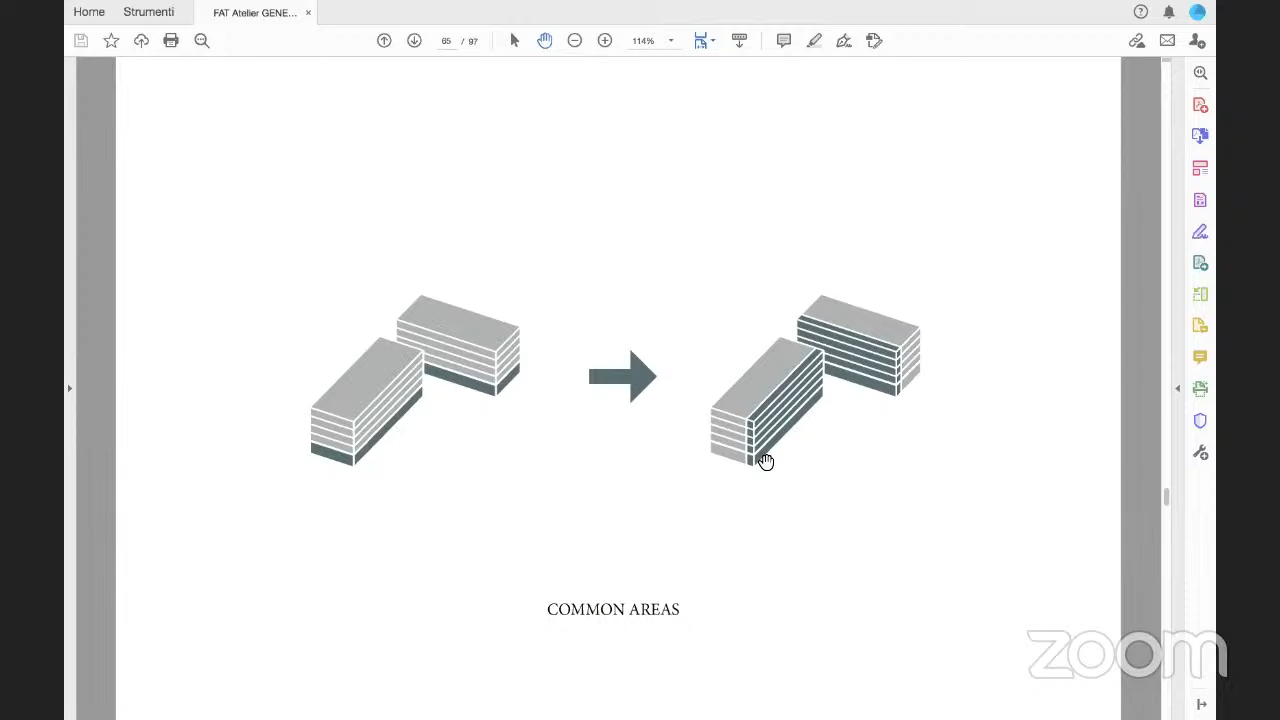 Home Strumenti FAT Atelier GENE... ×
65 / 97 114%
COMMON AREAS
zoom